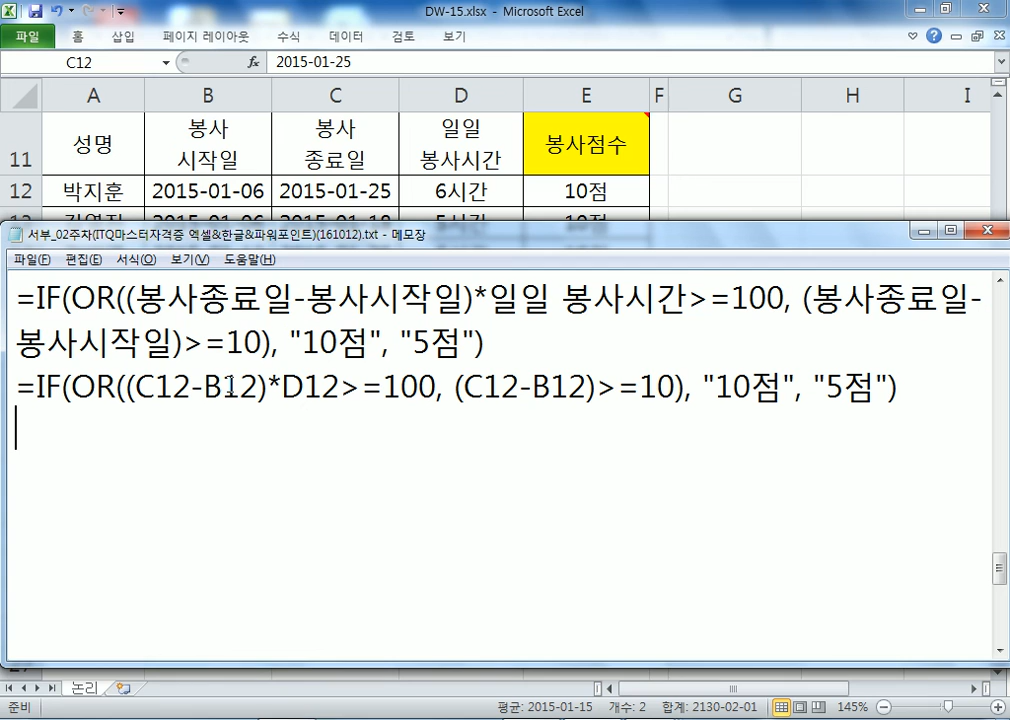 DW-15.xlsx - Microsoft Excel
파일 홈 삽입 페이지 레이아웃 수식 데이터 검토 보기
C12 fx 2015-01-25
A B C D E F G H I
11 성명 봉사 시작일 봉사 종료일 일일 봉사시간 봉사점수
12 박지훈 2015-01-06 2015-01-25 6시간 10점
서부_02주차(ITQ마스터자격증 엑셀&한글&파워포인트)(161012).txt - 메모장
파일(F) 편집(E) 서식(O) 보기(V) 도움말(H)
=IF(OR((봉사종료일-봉사시작일)*일일 봉사시간>=100, (봉사종료일-
봉사시작일)>=10), "10점", "5점")
=IF(OR((C12-B12)*D12>=100, (C12-B12)>=10), "10점", "5점")
논리
준비 평균: 2015-01-15 개수: 2 합계: 2130-02-01 145%